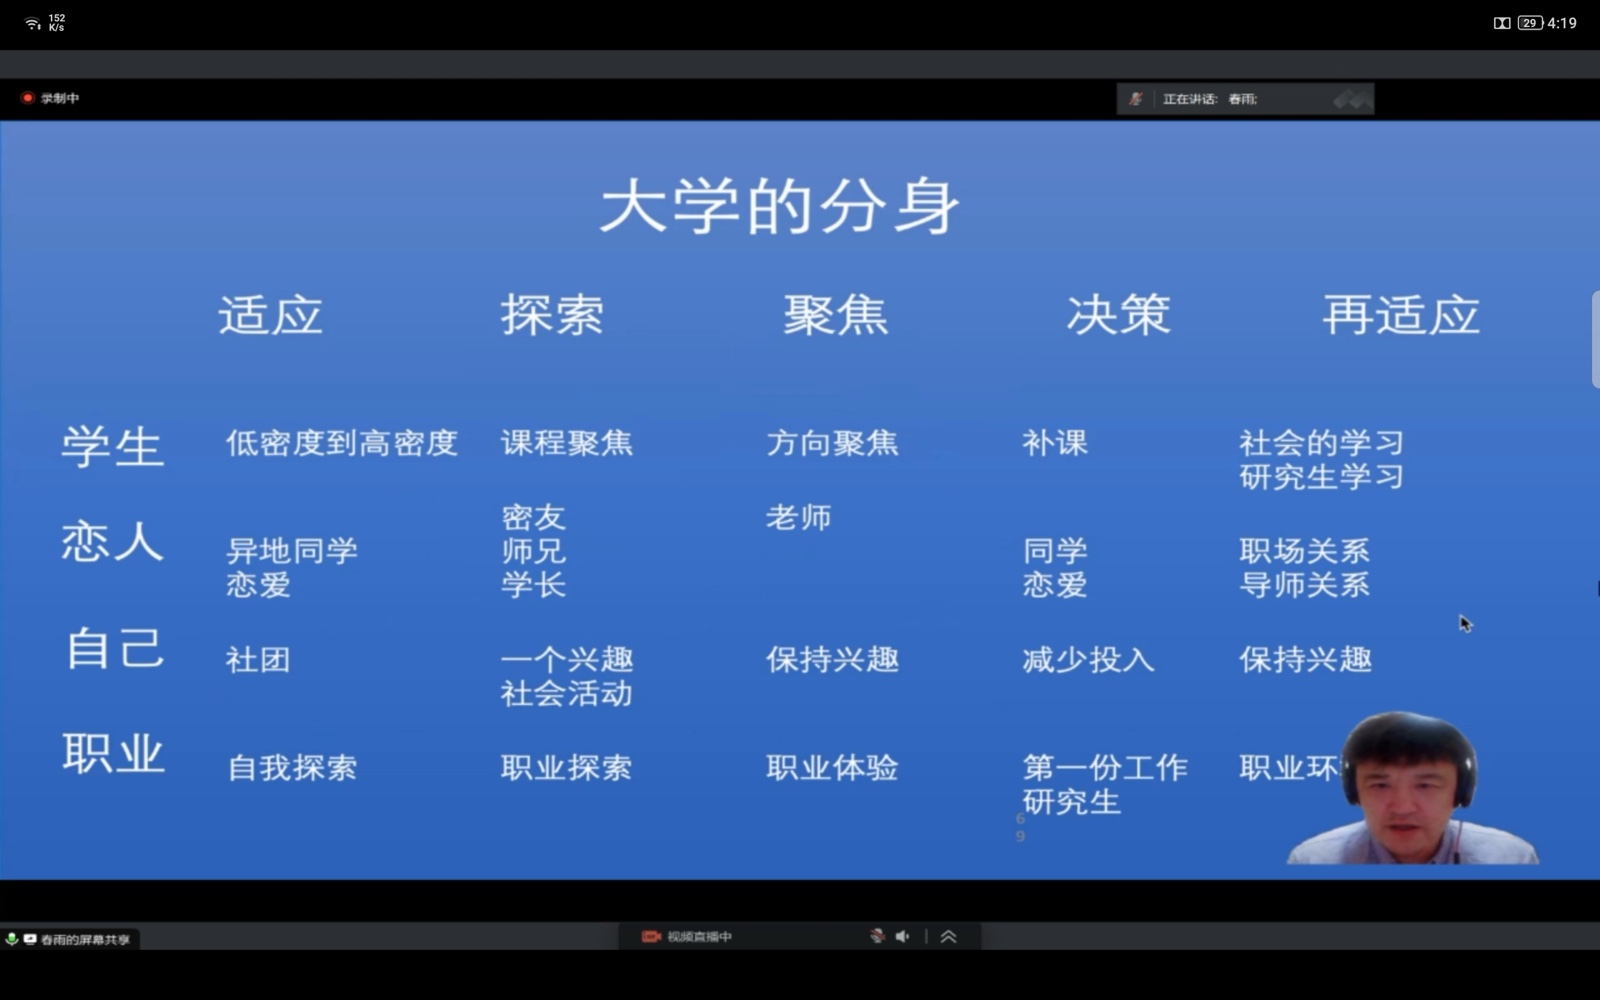 152
K/s
29 4:19
录制中
正在讲话: 春雨;
大学的分身
适应 探索 聚焦 决策 再适应
学生 低密度到高密度 课程聚焦 方向聚焦 补课 社会的学习
研究生学习
恋人 异地同学 密友 老师 同学 职场关系
恋爱 师兄 恋爱 导师关系
学长
自己 社团 一个兴趣 保持兴趣 减少投入 保持兴趣
社会活动
职业 自我探索 职业探索 职业体验 第一份工作 职业环
研究生
6
9
春雨的屏幕共享
视频直播中